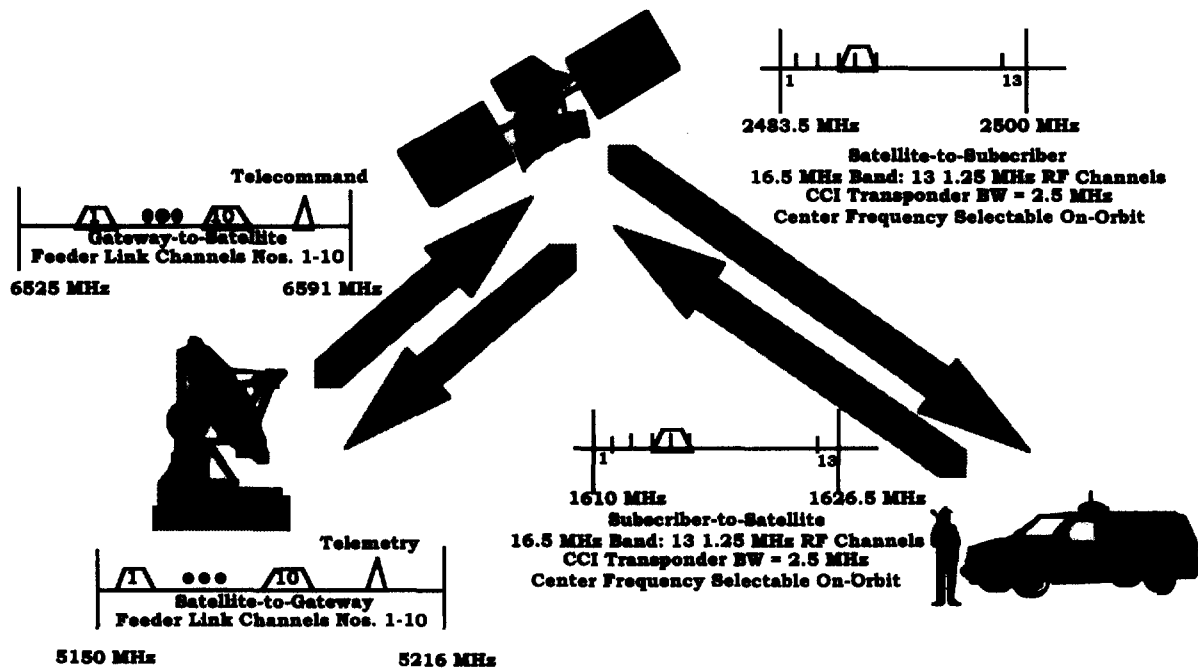 1 13
2483.5 MHz 2500 MHz
Satellite-to-Subscriber
16.5 MHz Band: 13 1.25 MHz RF Channels
CCI Transponder BW = 2.5 MHz
Center Frequency Selectable On-Orbit
Telecommand
1 ••• 10
Gateway-to-Satellite
Feeder Link Channels Nos. 1-10
6525 MHz 6591 MHz
1 13
1610 MHz 1626.5 MHz
Subscriber-to-Satellite
16.5 MHz Band: 13 1.25 MHz RF Channels
CCI Transponder BW = 2.5 MHz
Center Frequency Selectable On-Orbit
Telemetry
1 ••• 10
Satellite-to-Gateway
Feeder Link Channels Nos. 1-10
5150 MHz 5216 MHz